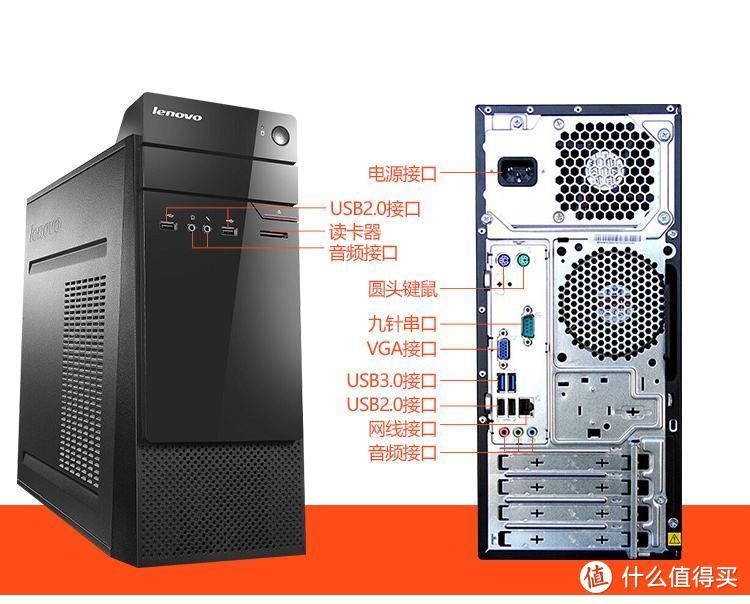 lenovo
lenovo
USB2.0接口
读卡器
音频接口
电源接口
圆头键鼠
九针串口
VGA接口
USB3.0接口
USB2.0接口
网线接口
音频接口
值 什么值得买